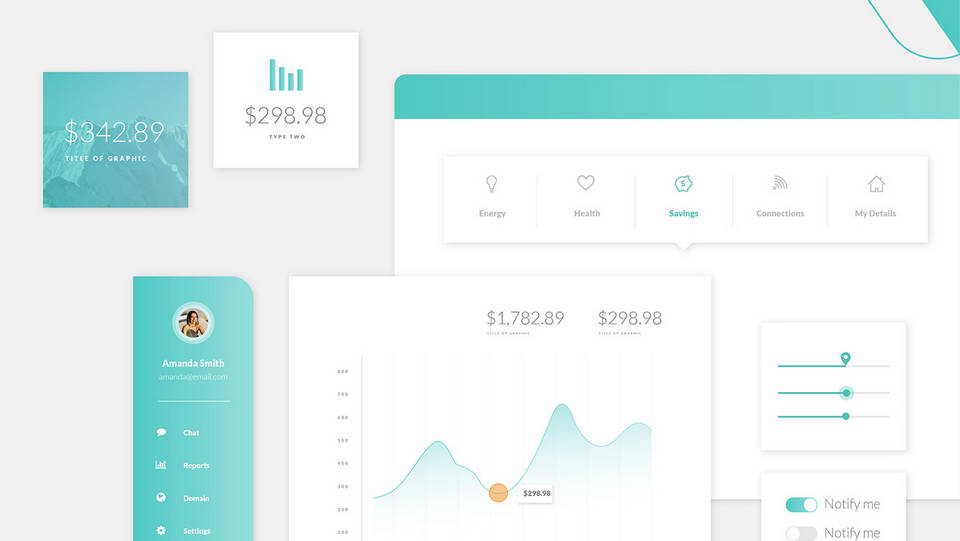 $342.89
TITLE OF GRAPHIC
$298.98
TYPE TWO
Energy
Health
Savings
Connections
My Details
Amanda Smith
amanda@email.com
Chat
Reports
Domain
Settings
$1,782.89
TITLE OF GRAPHIC
$298.98
TITLE OF GRAPHIC
800
700
600
500
400
300
200
100
$298.98
Notify me
Notify me